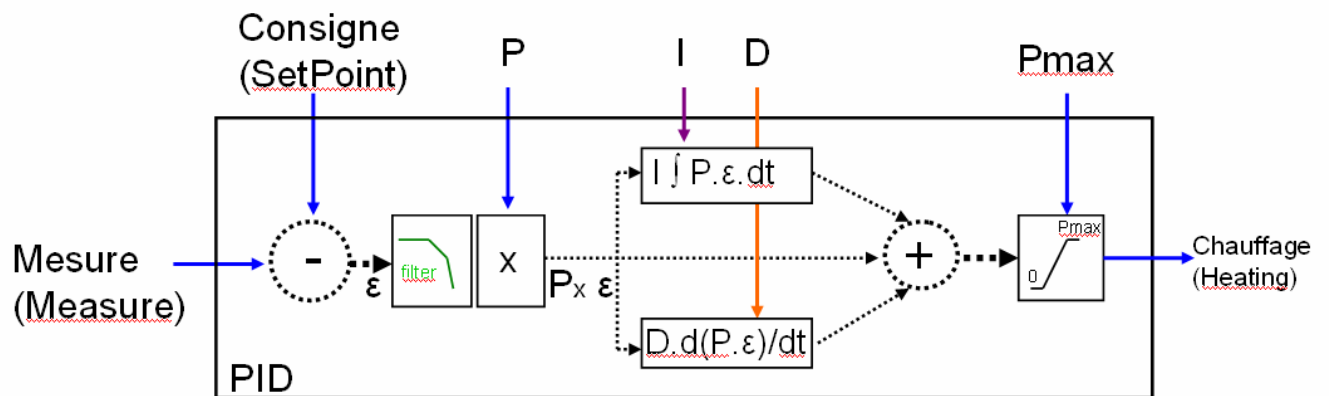 Consigne
(SetPoint)
P
I
D
Pmax
Mesure
(Measure)
-
ε
filter
x
Px ε
I ∫ P.ε.dt
D.d(P.ε)/dt
+
Pmax
0
Chauffage
(Heating)
PID